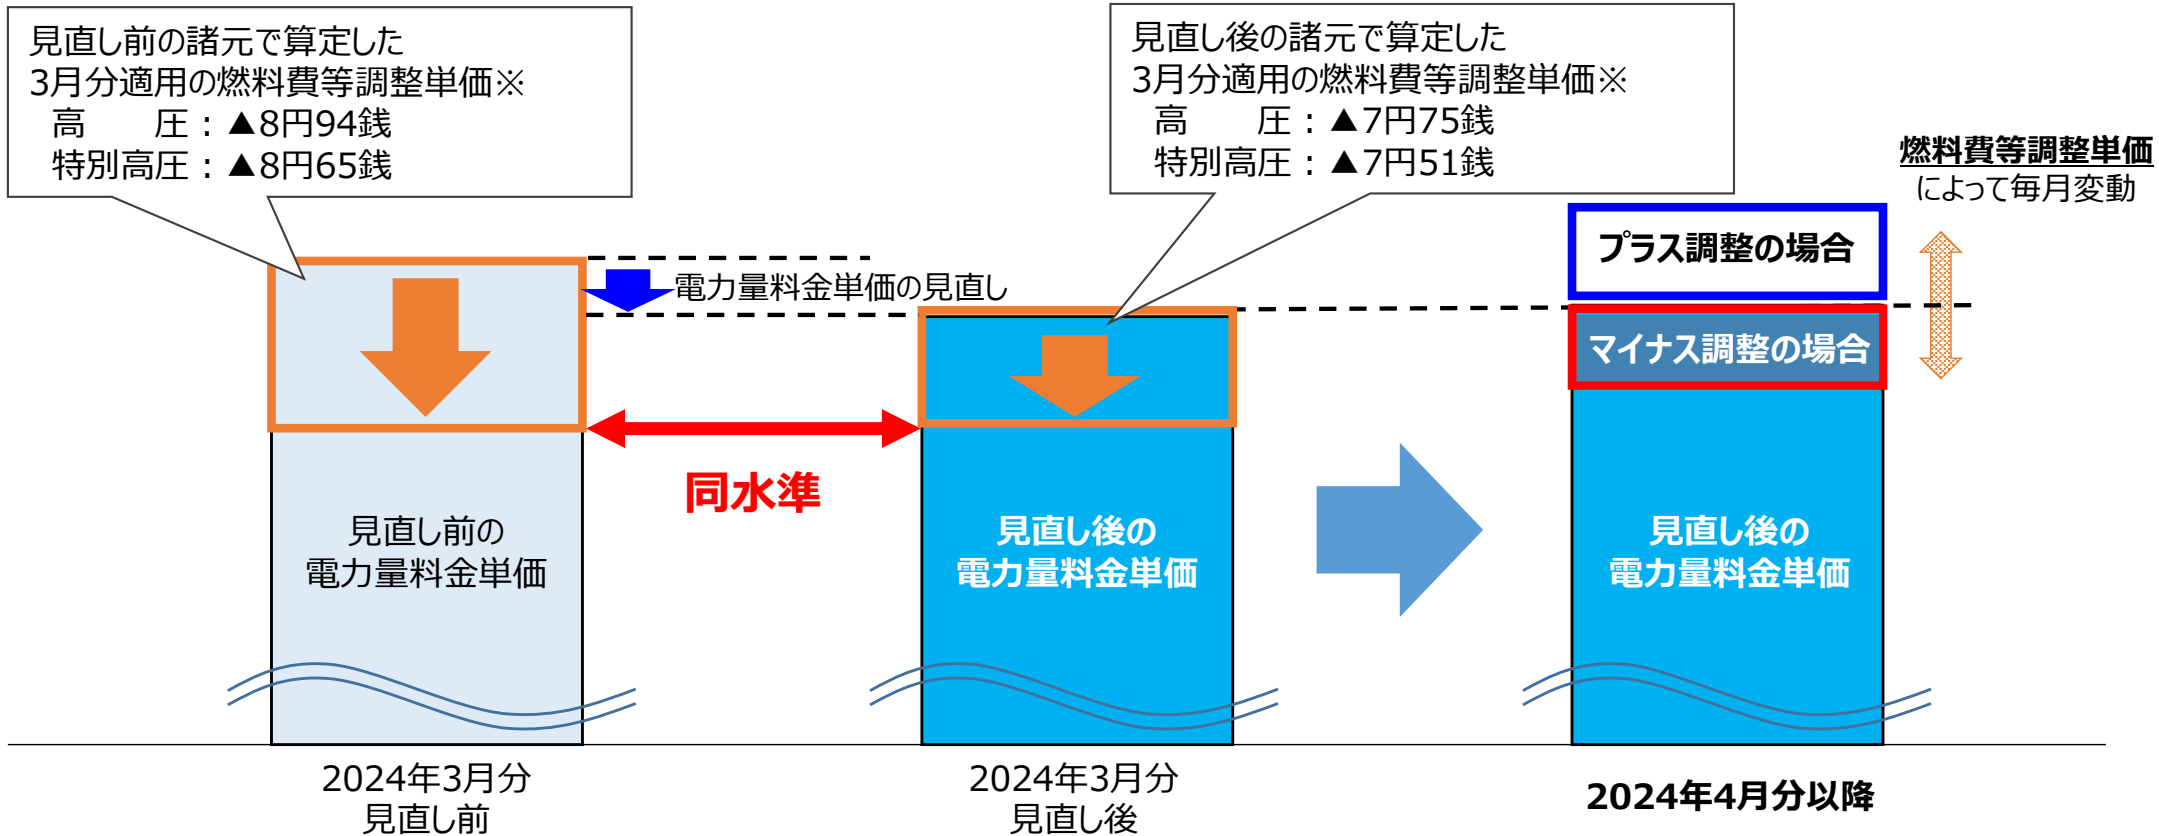 見直し前の諸元で算定した
3月分適用の燃料費等調整単価※
高　　圧：▲8円94銭
特別高圧：▲8円65銭
見直し後の諸元で算定した
3月分適用の燃料費等調整単価※
高　　圧：▲7円75銭
特別高圧：▲7円51銭
燃料費等調整単価
によって毎月変動
プラス調整の場合
電力量料金単価の見直し
マイナス調整の場合
同水準
見直し前の
電力量料金単価
見直し後の
電力量料金単価
見直し後の
電力量料金単価
2024年3月分
見直し前
2024年3月分
見直し後
2024年4月分以降